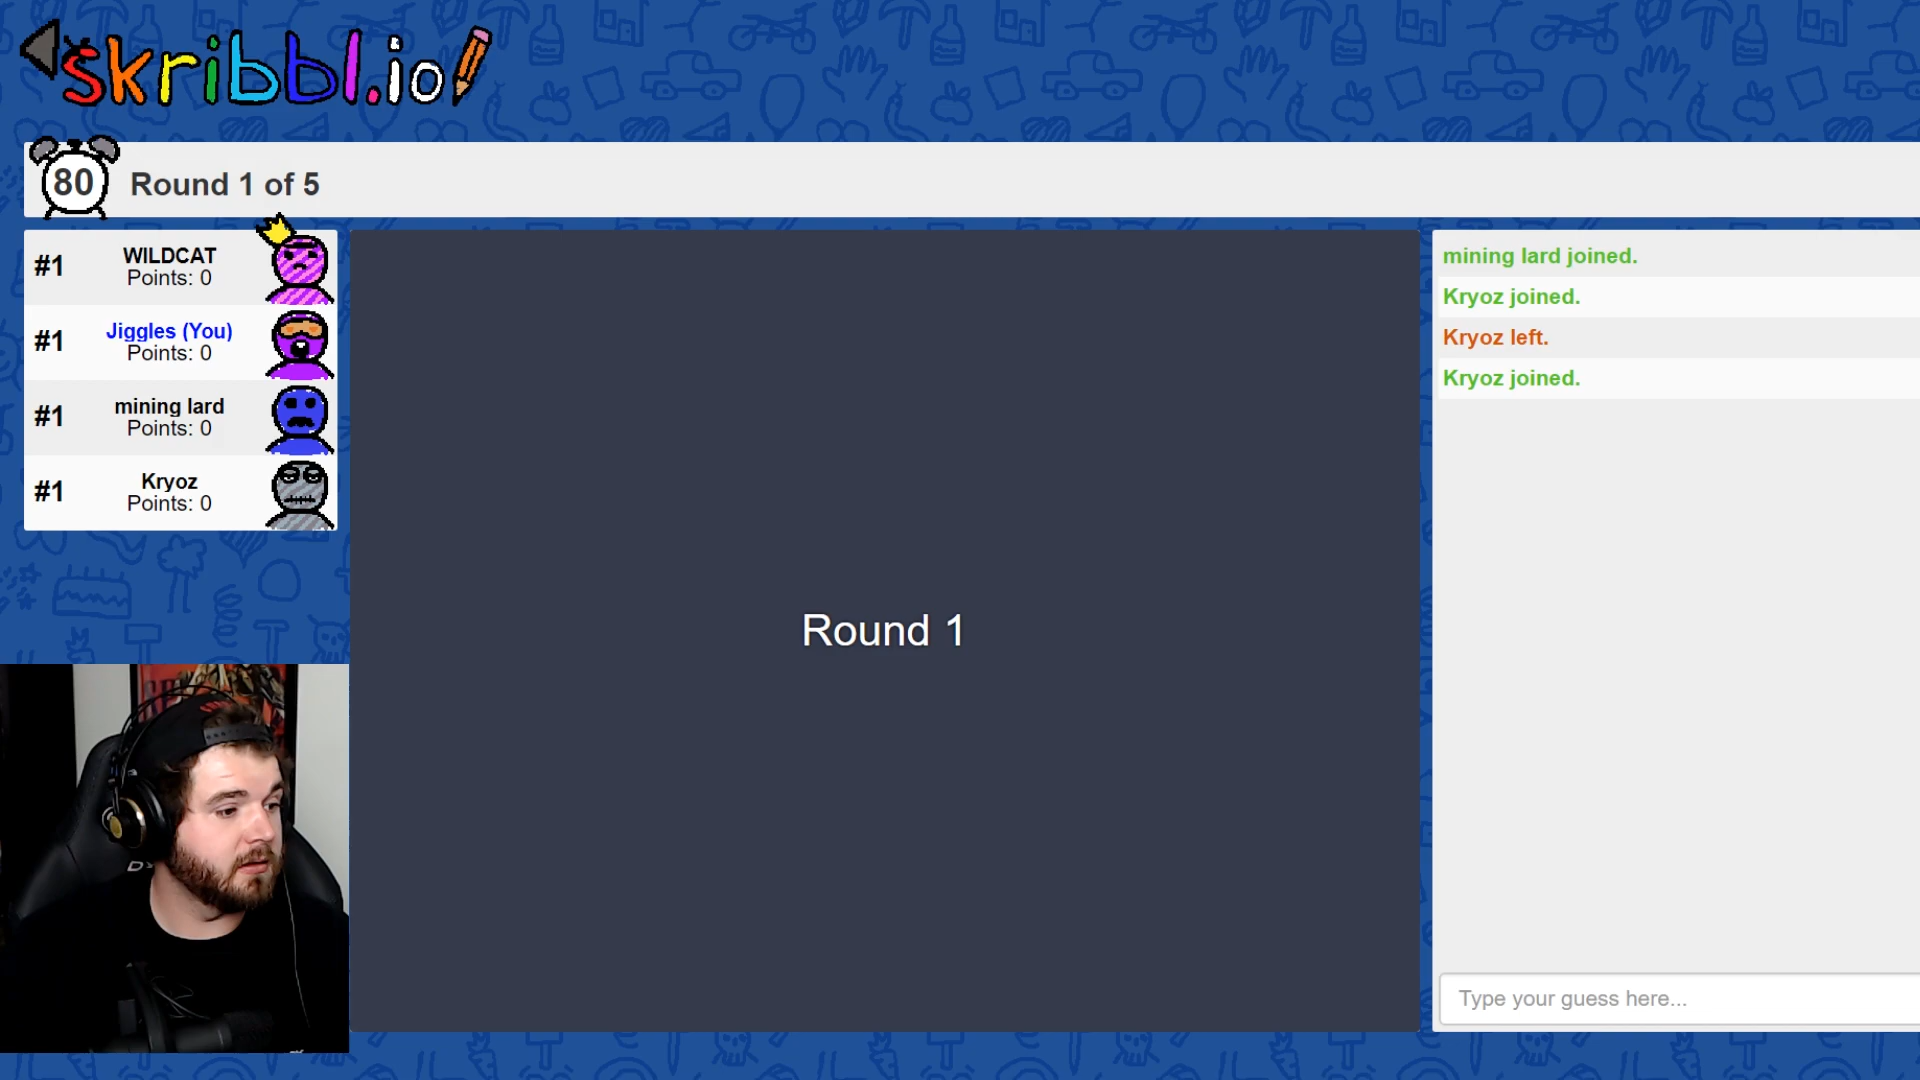 skribbl.io
80
Round 1 of 5
#1
WILDCAT
Points: 0
#1
Jiggles (You)
Points: 0
#1
mining lard
Points: 0
#1
Kryoz
Points: 0
Round 1
mining lard joined.
Kryoz joined.
Kryoz left.
Kryoz joined.
Type your guess here...